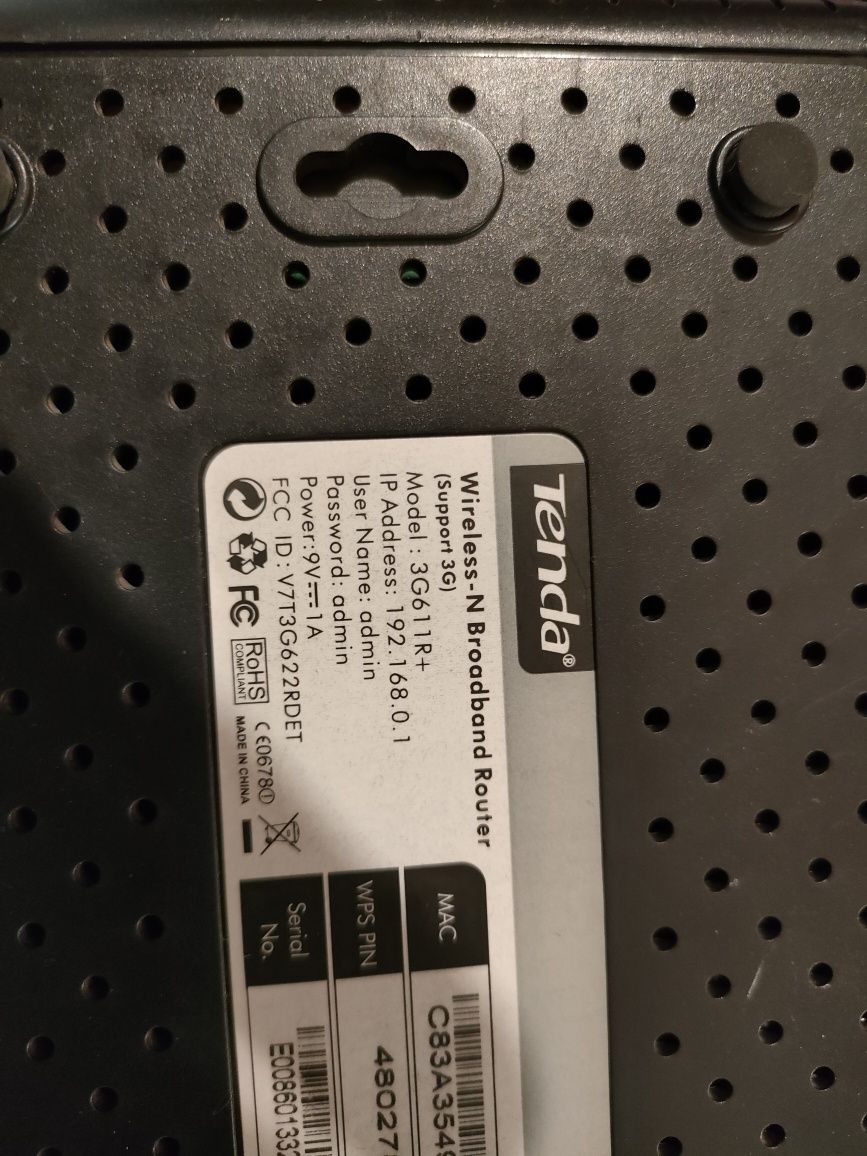 Tenda®
Wireless-N Broadband Router
(Support 3G)
Model : 3G611R+
IP Address: 192.168.0.1
User Name: admin
Password: admin
Power:9V⎓1A
FCC ID:V7T3G622RDET
FC RoHS COMPLIANT CE0678 MADE IN CHINA
MAC C83A354
WPS PIN 48027
Serial No. E00860133